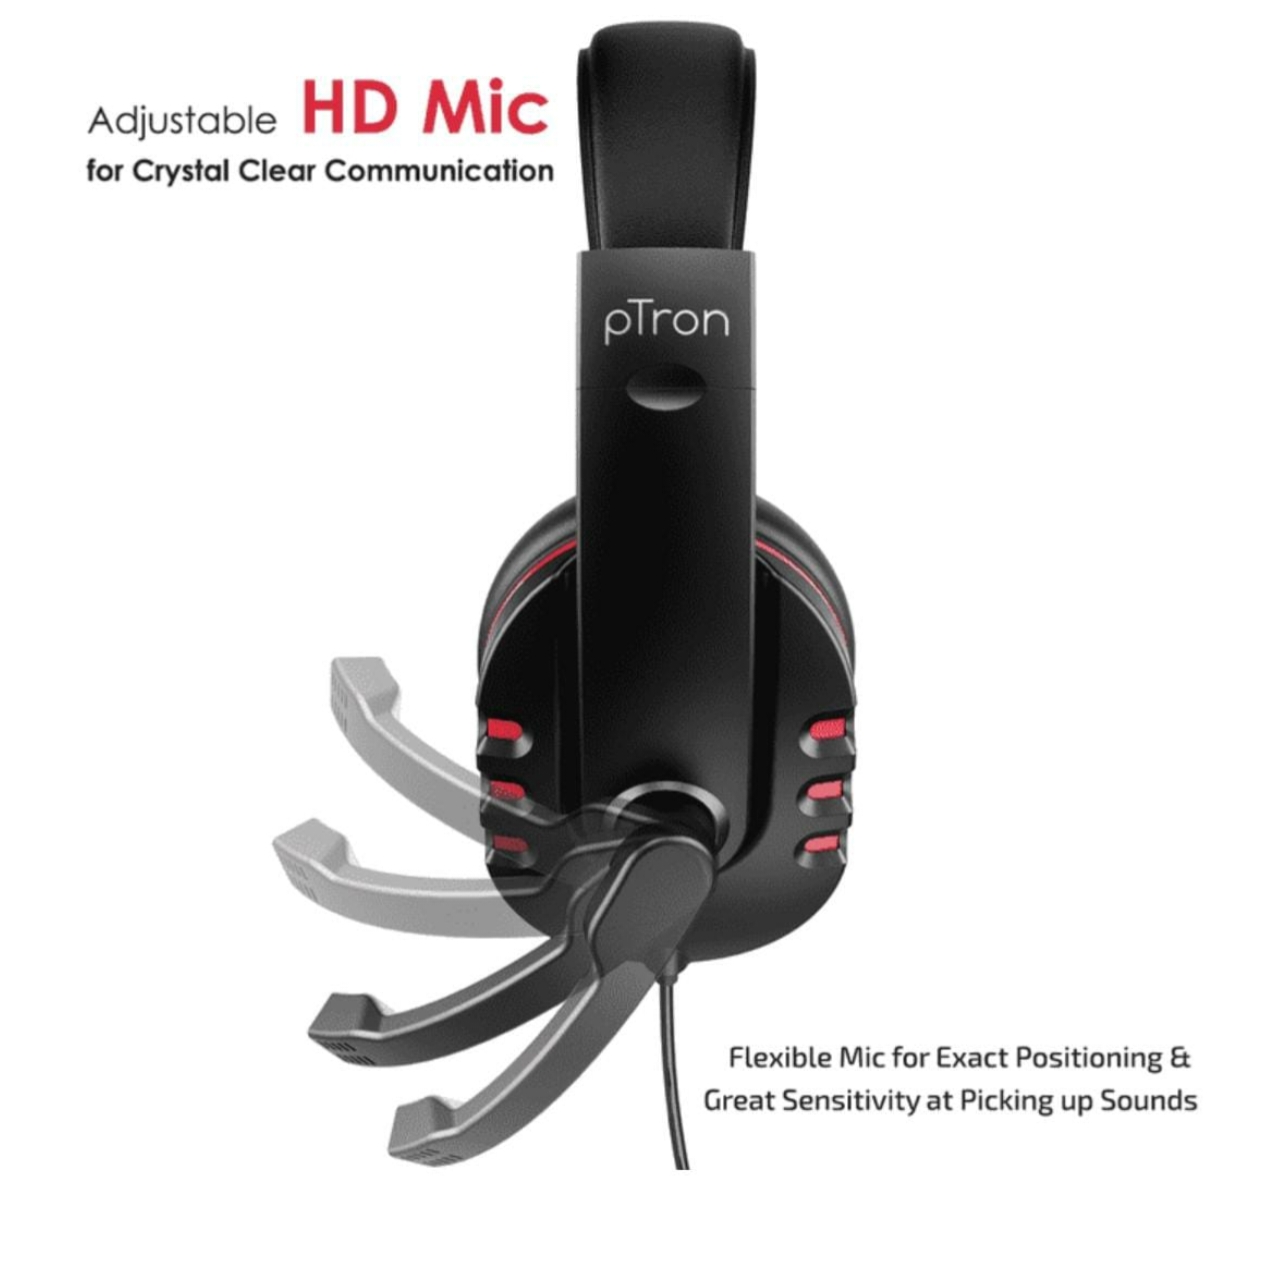 Adjustable HD Mic
for Crystal Clear Communication
pTron
Flexible Mic for Exact Positioning &
Great Sensitivity at Picking up Sounds